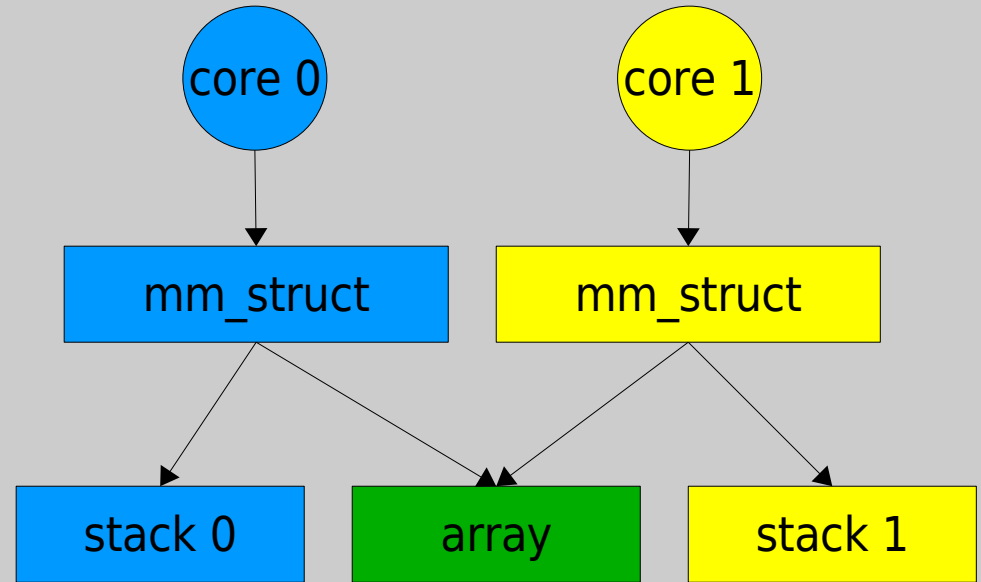 core 0
core 1
mm_struct
mm_struct
stack 0
array
stack 1